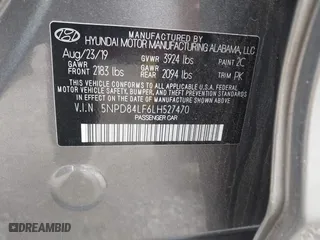 HYUNDAI MOTOR MANUFACTURING ALABAMA, LLC
Aug/23/19 GVWR 3924 lbs PAINT 2C
GAWR FRONT 2183 lbs GAWR REAR 2094 lbs TRIM PK
THIS VEHICLE CONFORMS TO ALL APPLICABLE FEDERAL
MOTOR VEHICLE SAFETY, BUMPER, AND THEFT PREVENTION
STANDARDS IN EFFECT ON THE DATE OF MANUFACTURE
SHOWN ABOVE.
V.I.N 5NPD84LF6LH527470
PASSENGER CAR